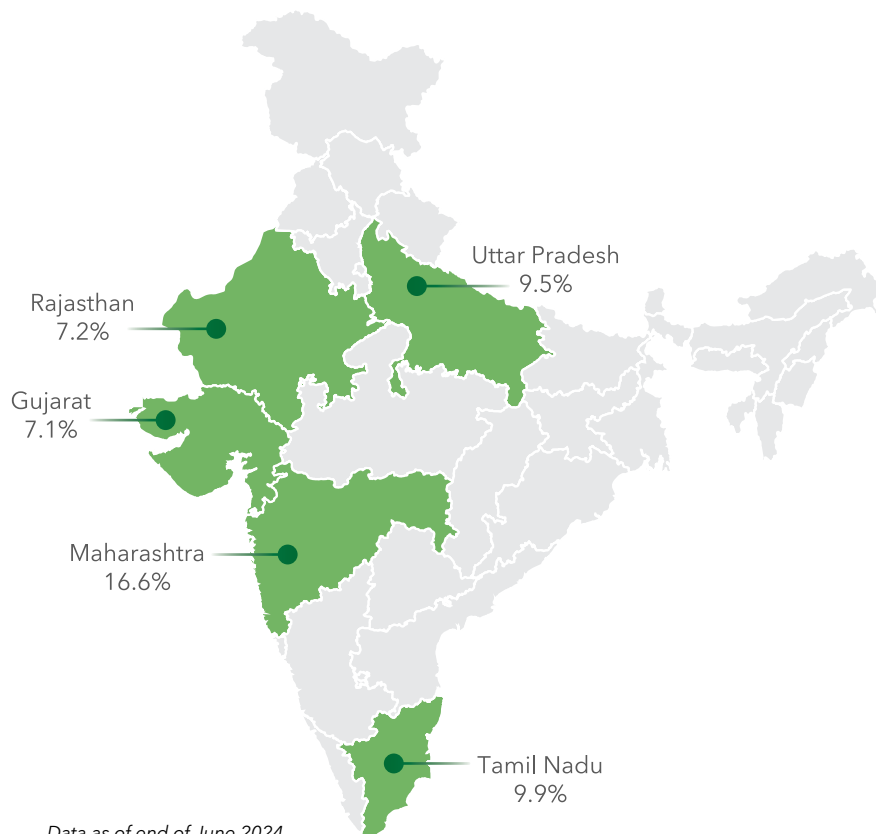 Uttar Pradesh
9.5%
Rajasthan
7.2%
Gujarat
7.1%
Maharashtra
16.6%
Tamil Nadu
9.9%
Data as of end of June 2024